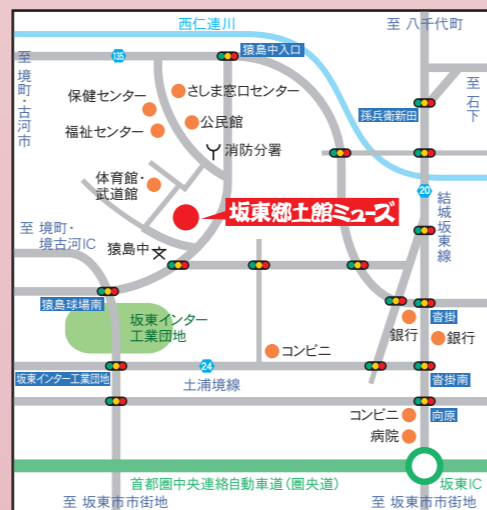 西仁連川
至 八千代町
猿島中入口
135
至 境町・古河市
至 石下
保健センター
さしま窓口センター
孫兵衛新田
福祉センター
公民館
消防分署
体育館・
武道館
20
結城坂東線
坂東郷土館ミューズ
至 境町・
境古河IC
猿島中
猿島球場南
坂東インター
工業団地
沓掛
銀行
銀行
コンビニ
坂東インター工業団地
24
沓掛南
土浦境線
コンビニ
向原
病院
首都圏中央連絡自動車道(圏央道)
坂東IC
至 坂東市市街地
至 坂東市市街地